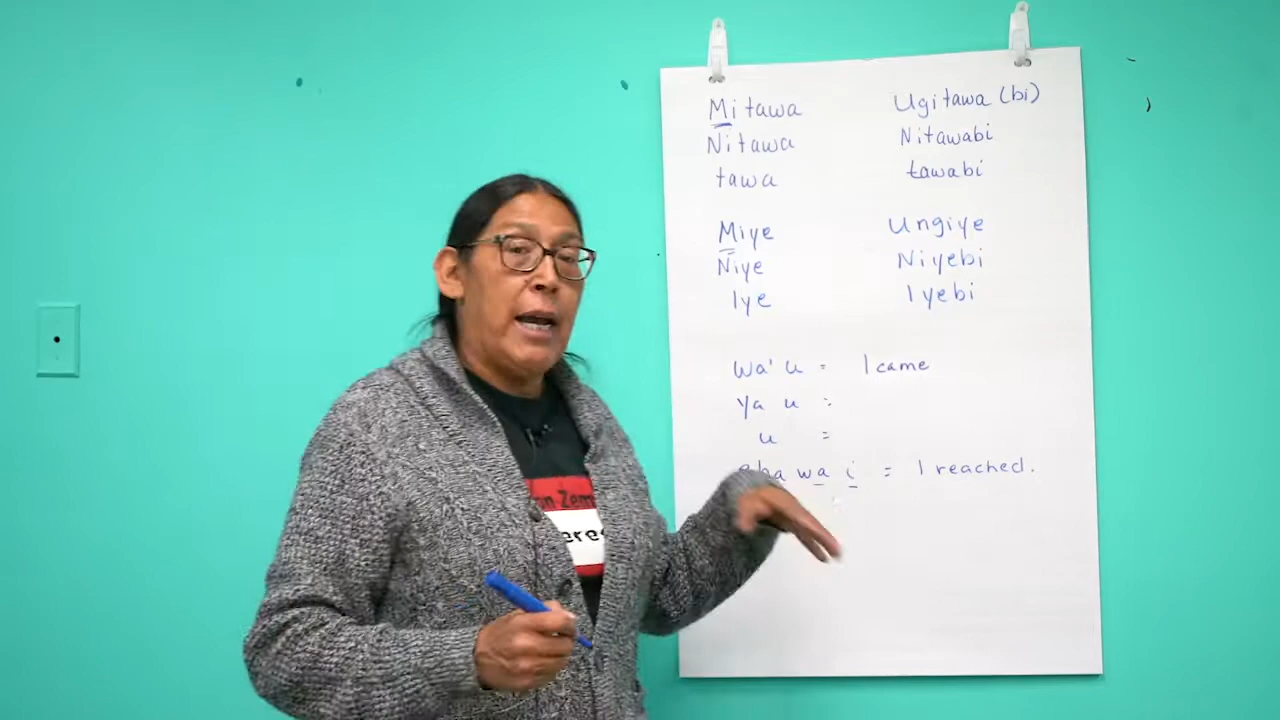 Mitawa Ugitawa (bi)
Nitawa Nitawabi
tawa tawabi
Miye Ungiye
Niye Niyebi
Iye Iyebi
Wa'u = I came
Ya u =
u =
wa i = I reached.